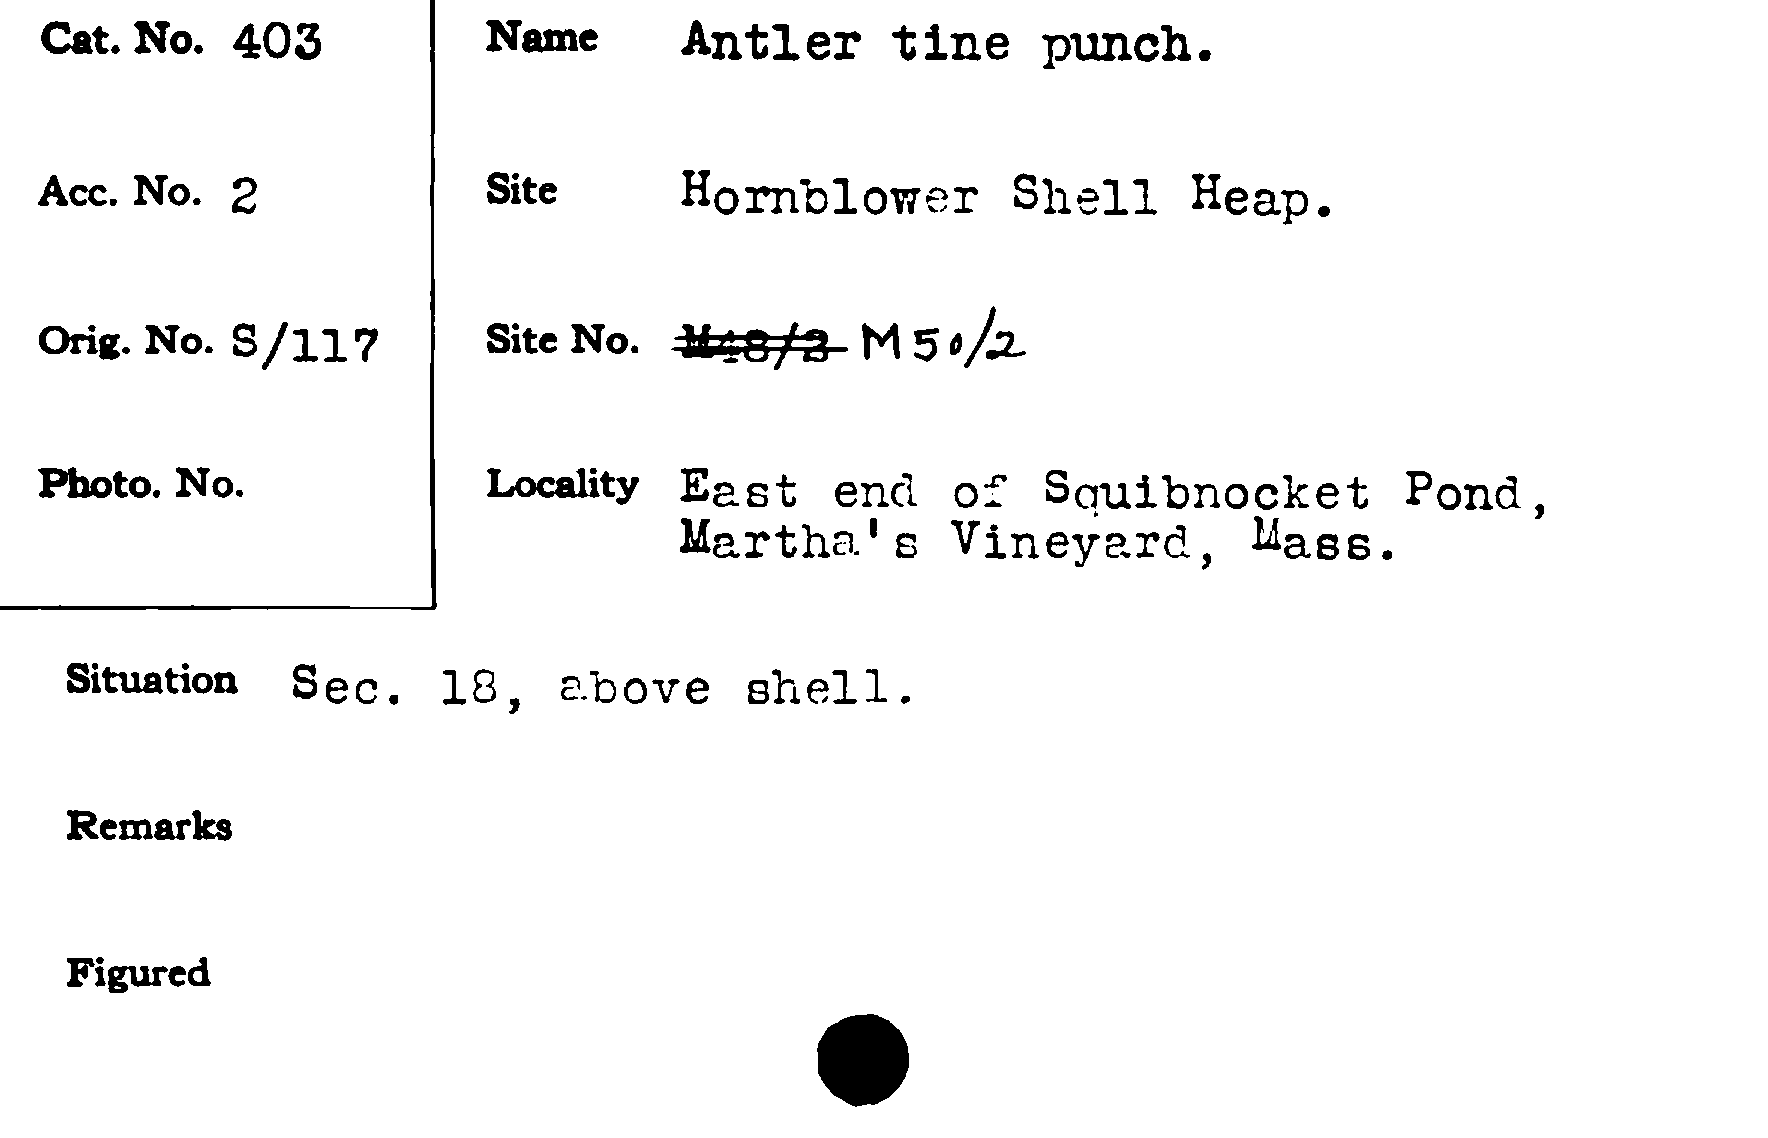 Cat. No. 403
Name Antler tine punch.
Acc. No. 2
Site Hornblower Shell Heap.
Orig. No. S/117
Site No. M48/3 M50/2
Photo. No.
Locality East end of Squibnocket Pond,
Martha's Vineyard, Mass.
Situation Sec. 18, above shell.
Remarks
Figured